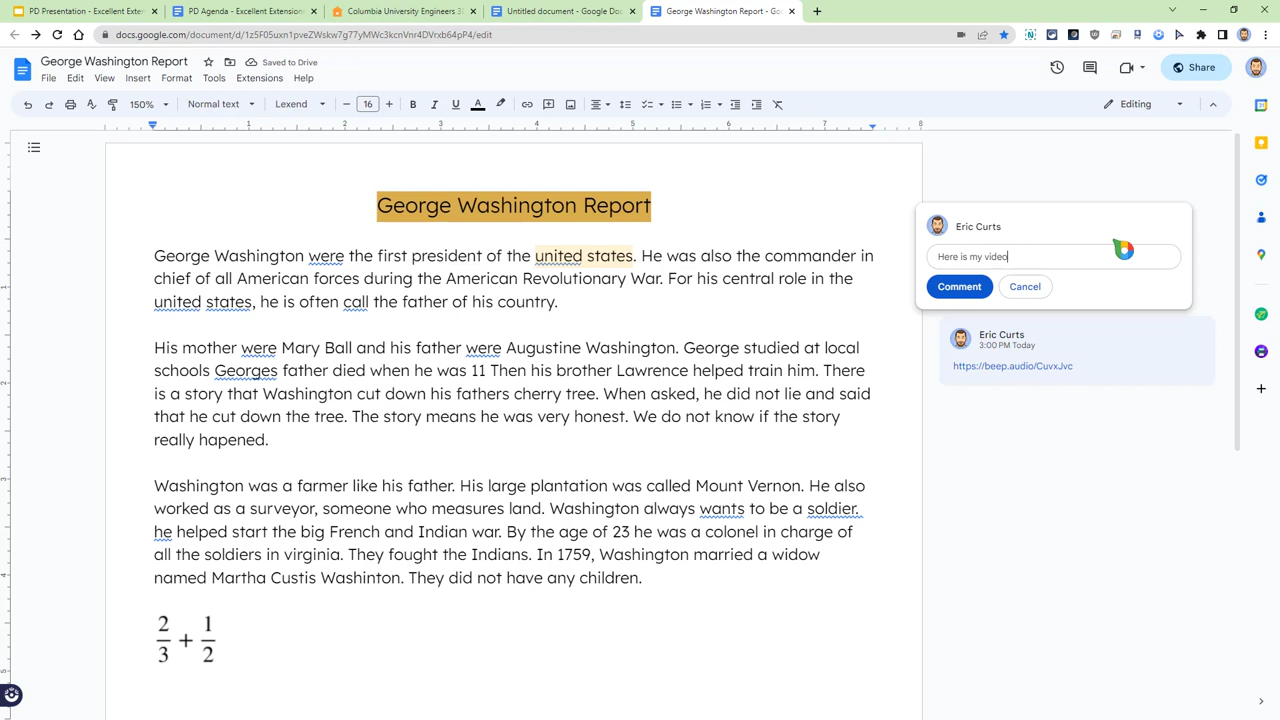 PD Presentation - Excellent Exter
PD Agenda - Excellent Extension
Columbia University Engineers 3D
Untitled document - Google Doc
George Washington Report - Goo
docs.google.com/document/d/1z5F05uxn1pveZWskw7g77yMWc3kcnVnr4DVrxb64pP4/edit
George Washington Report
Saved to Drive
File Edit View Insert Format Tools Extensions Help
Share
150% Normal text Lexend 16 B I U A Editing
1 2 3 4 5 6 7 8
George Washington Report
George Washington were the first president of the united states. He was also the commander in
chief of all American forces during the American Revolutionary War. For his central role in the
united states, he is often call the father of his country.
His mother were Mary Ball and his father were Augustine Washington. George studied at local
schools Georges father died when he was 11 Then his brother Lawrence helped train him. There
is a story that Washington cut down his fathers cherry tree. When asked, he did not lie and said
that he cut down the tree. The story means he was very honest. We do not know if the story
really hapened.
Washington was a farmer like his father. His large plantation was called Mount Vernon. He also
worked as a surveyor, someone who measures land. Washington always wants to be a soldier.
he helped start the big French and Indian war. By the age of 23 he was a colonel in charge of
all the soldiers in virginia. They fought the Indians. In 1759, Washington married a widow
named Martha Custis Washinton. They did not have any children.
2/3 + 1/2
Eric Curts
Here is my video
Comment Cancel
Eric Curts
3:00 PM Today
https://beep.audio/CuvxJvc